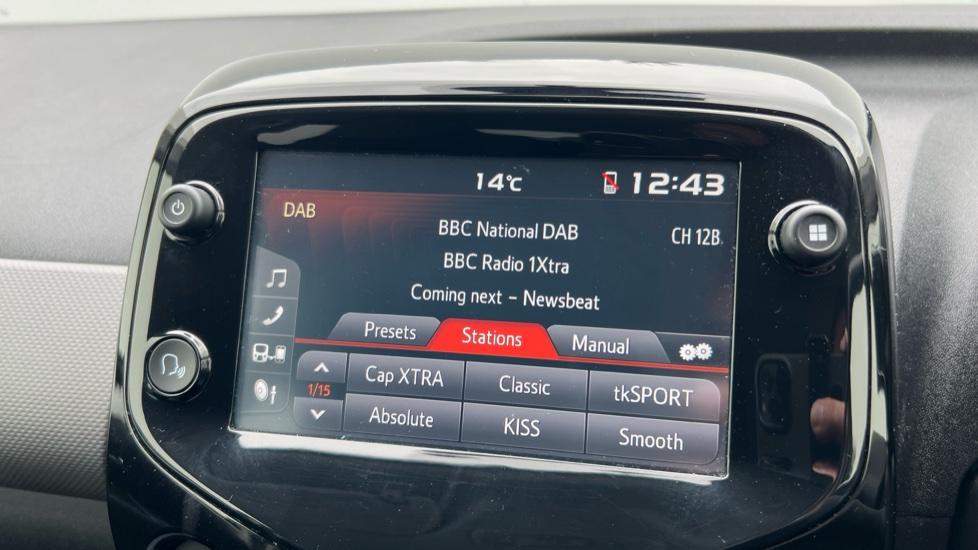 14°C 12:43
DAB
BBC National DAB CH 12B
BBC Radio 1Xtra
Coming next - Newsbeat
Presets Stations Manual
1/15
Cap XTRA Classic tkSPORT
Absolute KISS Smooth